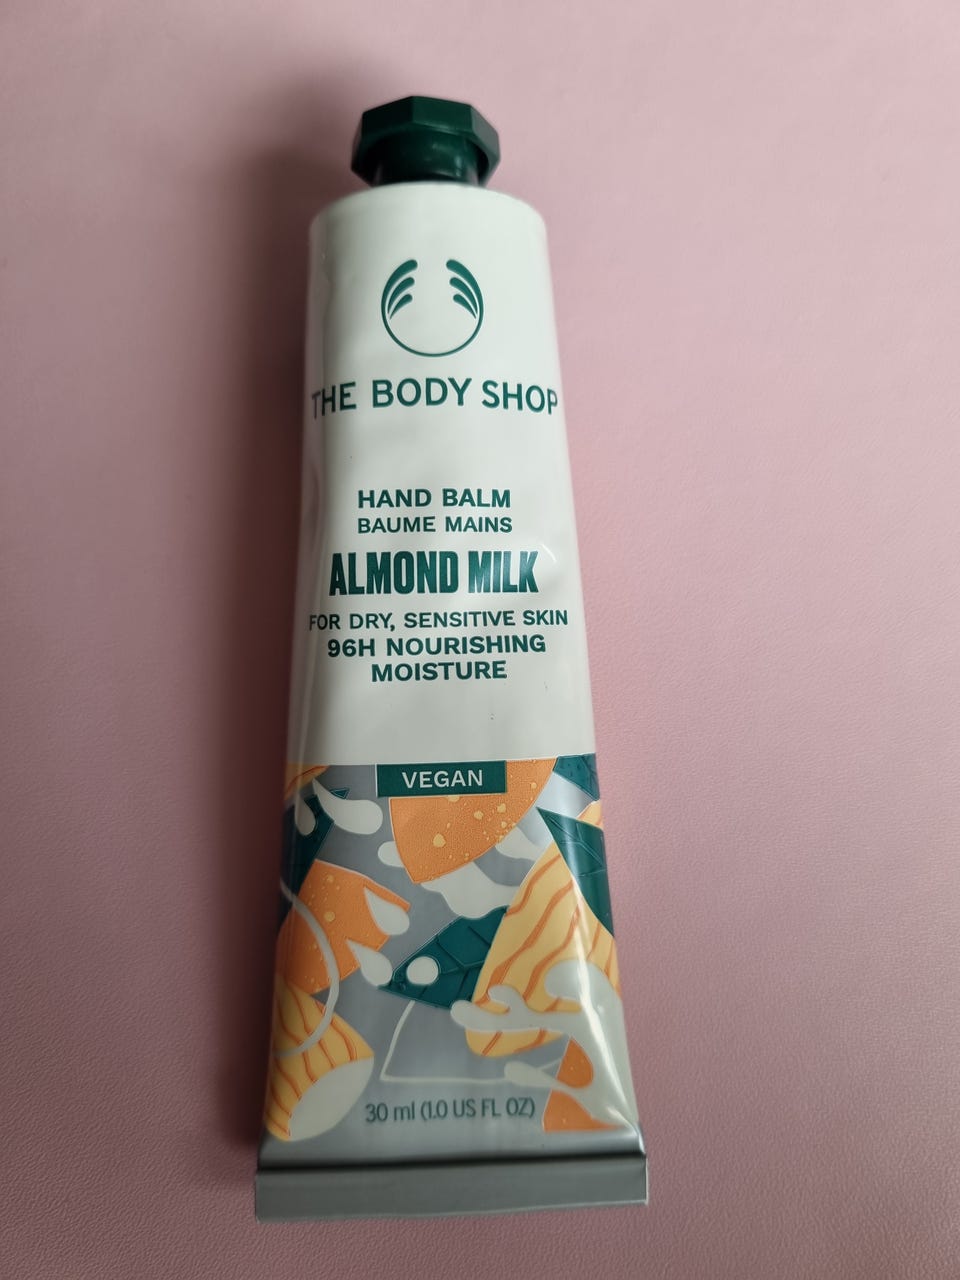 THE BODY SHOP
HAND BALM
BAUME MAINS
ALMOND MILK
FOR DRY, SENSITIVE SKIN
96H NOURISHING
MOISTURE
VEGAN
30 ml (1.0 US FL OZ)